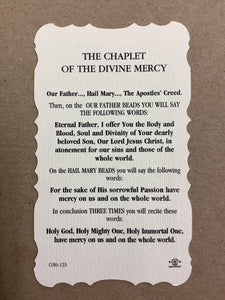 THE CHAPLET
OF THE DIVINE MERCY
Our Father..., Hail Mary..., The Apostles' Creed.
Then, on the OUR FATHER BEADS YOU WILL SAY
THE FOLLOWING WORDS:
Eternal Father, I offer You the Body and
Blood, Soul and Divinity of Your dearly
beloved Son, Our Lord Jesus Christ, in
atonement for our sins and those of the
whole world.
On the HAIL MARY BEADS you will say the following
words:
For the sake of His sorrowful Passion have
mercy on us and on the whole world.
In conclusion THREE TIMES you will recite these
words:
Holy God, Holy Mighty One, Holy Immortal One,
have mercy on us and on the whole world.
G50-123